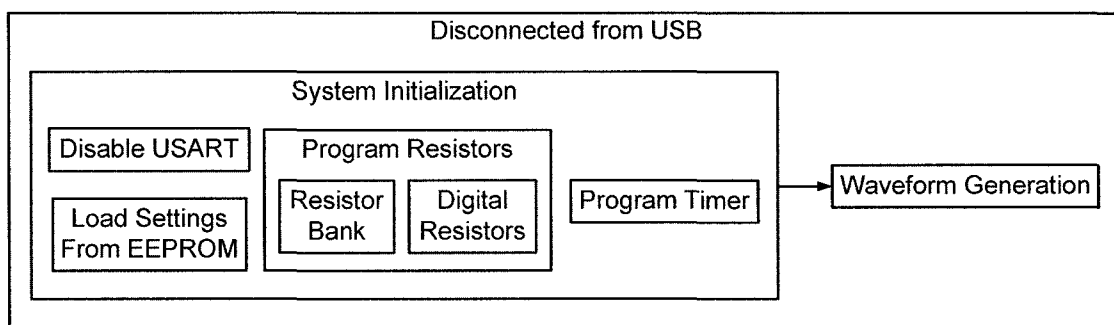 Disconnected from USB
System Initialization
Disable USART
Load Settings
From EEPROM
Program Resistors
Resistor
Bank
Digital
Resistors
Program Timer
Waveform Generation